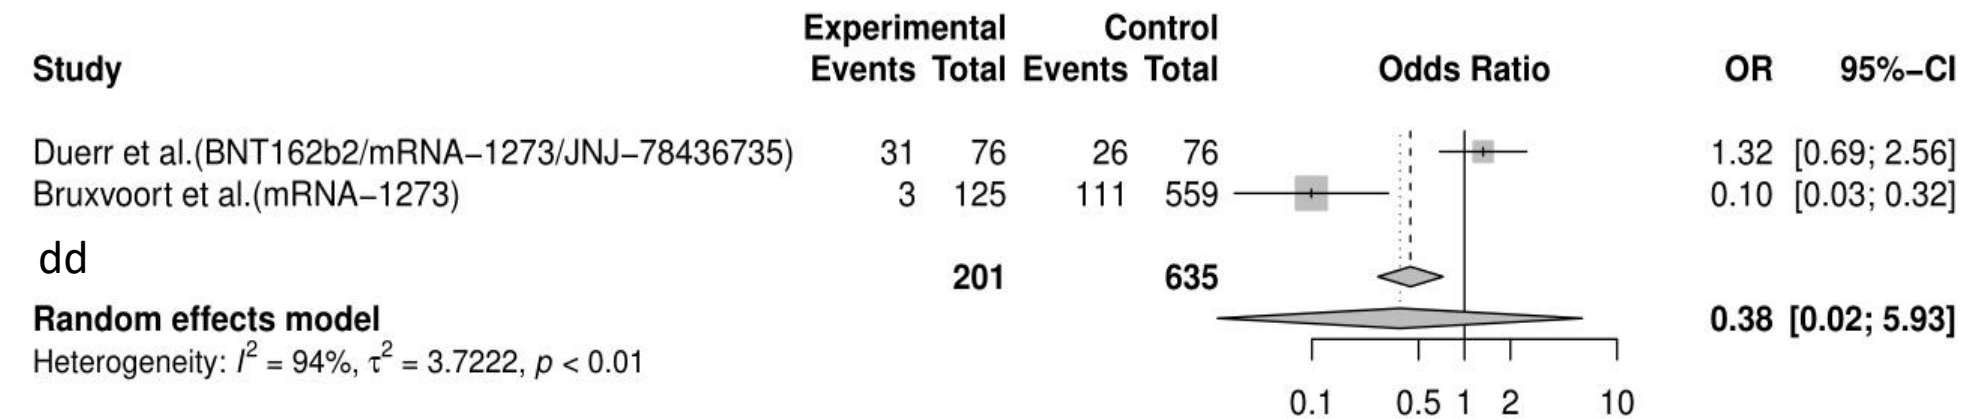 Experimental Control
Study Events Total Events Total Odds Ratio OR 95%−CI
Duerr et al.(BNT162b2/mRNA−1273/JNJ−78436735) 31 76 26 76 1.32 [0.69; 2.56]
Bruxvoort et al.(mRNA−1273) 3 125 111 559 0.10 [0.03; 0.32]
dd 201 635
Random effects model 0.38 [0.02; 5.93]
Heterogeneity: I² = 94%, τ² = 3.7222, p < 0.01
0.1 0.5 1 2 10